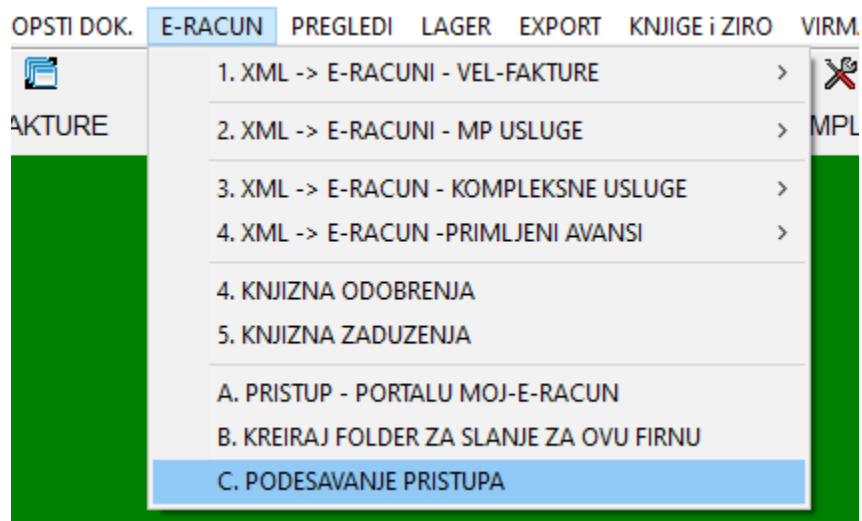 OPSTI DOK. E-RACUN PREGLEDI LAGER EXPORT KNJIGE i ZIRO VIRM
1. XML -> E-RACUNI - VEL-FAKTURE >
AKTURE
2. XML -> E-RACUNI - MP USLUGE >
MPL
3. XML -> E-RACUN - KOMPLEKSNE USLUGE >
4. XML -> E-RACUN -PRIMLJENI AVANSI >
4. KNJIZNA ODOBRENJA
5. KNJIZNA ZADUZENJA
A. PRISTUP - PORTALU MOJ-E-RACUN
B. KREIRAJ FOLDER ZA SLANJE ZA OVU FIRNU
C. PODESAVANJE PRISTUPA